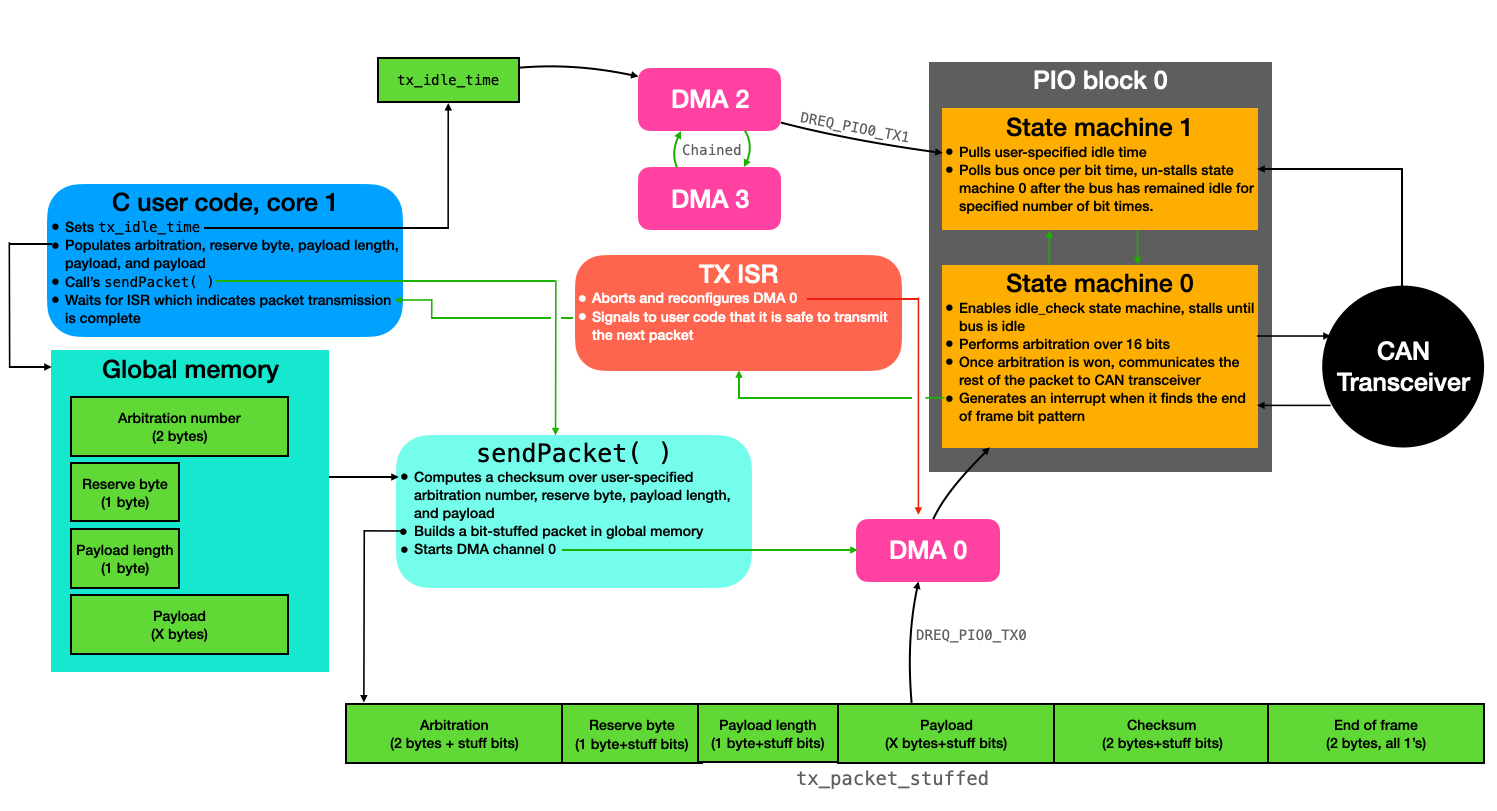 tx_idle_time
DMA 2
Chained
DMA 3
DREQ_PIO0_TX1
PIO block 0
State machine 1
• Pulls user-specified idle time
• Polls bus once per bit time, un-stalls state
machine 0 after the bus has remained idle for
specified number of bit times.
C user code, core 1
• Sets tx_idle_time
• Populates arbitration, reserve byte, payload length,
payload, and payload
• Call's sendPacket( )
• Waits for ISR which indicates packet transmission
is complete
TX ISR
• Aborts and reconfigures DMA 0
• Signals to user code that it is safe to transmit
the next packet
State machine 0
• Enables idle_check state machine, stalls until
bus is idle
• Performs arbitration over 16 bits
• Once arbitration is won, communicates the
rest of the packet to CAN transceiver
• Generates an interrupt when it finds the end
of frame bit pattern
CAN
Transceiver
Global memory
Arbitration number
(2 bytes)
Reserve byte
(1 byte)
Payload length
(1 byte)
Payload
(X bytes)
sendPacket( )
• Computes a checksum over user-specified
arbitration number, reserve byte, payload length,
and payload
• Builds a bit-stuffed packet in global memory
• Starts DMA channel 0
DMA 0
DREQ_PIO0_TX0
Arbitration
(2 bytes + stuff bits)
Reserve byte
(1 byte+stuff bits)
Payload length
(1 byte+stuff bits)
Payload
(X bytes+stuff bits)
Checksum
(2 bytes+stuff bits)
End of frame
(2 bytes, all 1's)
tx_packet_stuffed